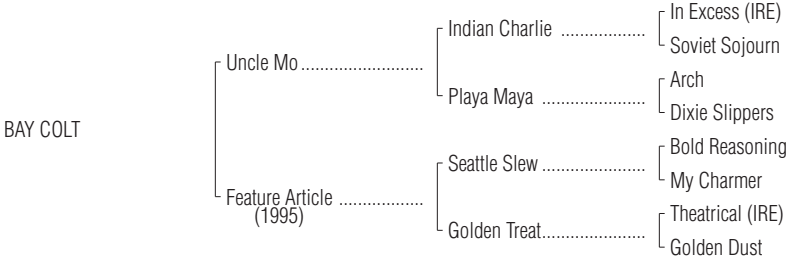 In Excess (IRE)
Indian Charlie ...................
Soviet Sojourn
Uncle Mo ..........................
Arch
Playa Maya ......................
Dixie Slippers
BAY COLT
Bold Reasoning
Seattle Slew ......................
My Charmer
Feature Article ..................
(1995)
Theatrical (IRE)
Golden Treat......................
Golden Dust